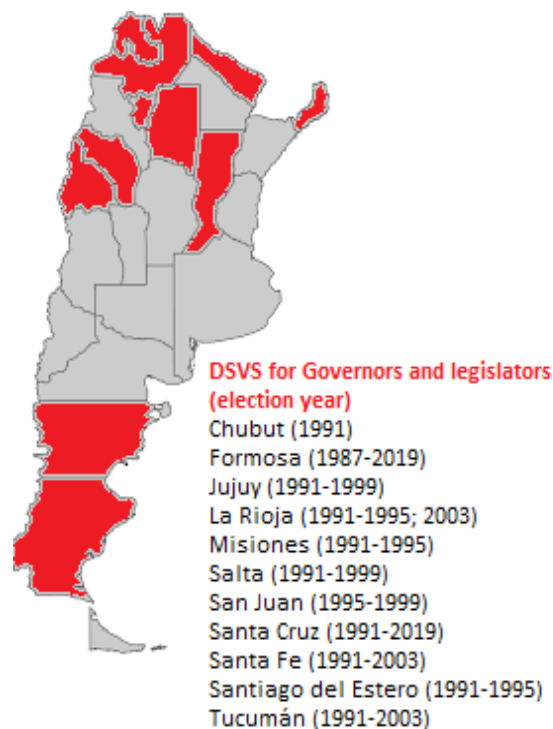 DSVS for Governors and legislators
(election year)
Chubut (1991)
Formosa (1987-2019)
Jujuy (1991-1999)
La Rioja (1991-1995; 2003)
Misiones (1991-1995)
Salta (1991-1999)
San Juan (1995-1999)
Santa Cruz (1991-2019)
Santa Fe (1991-2003)
Santiago del Estero (1991-1995)
Tucumán (1991-2003)